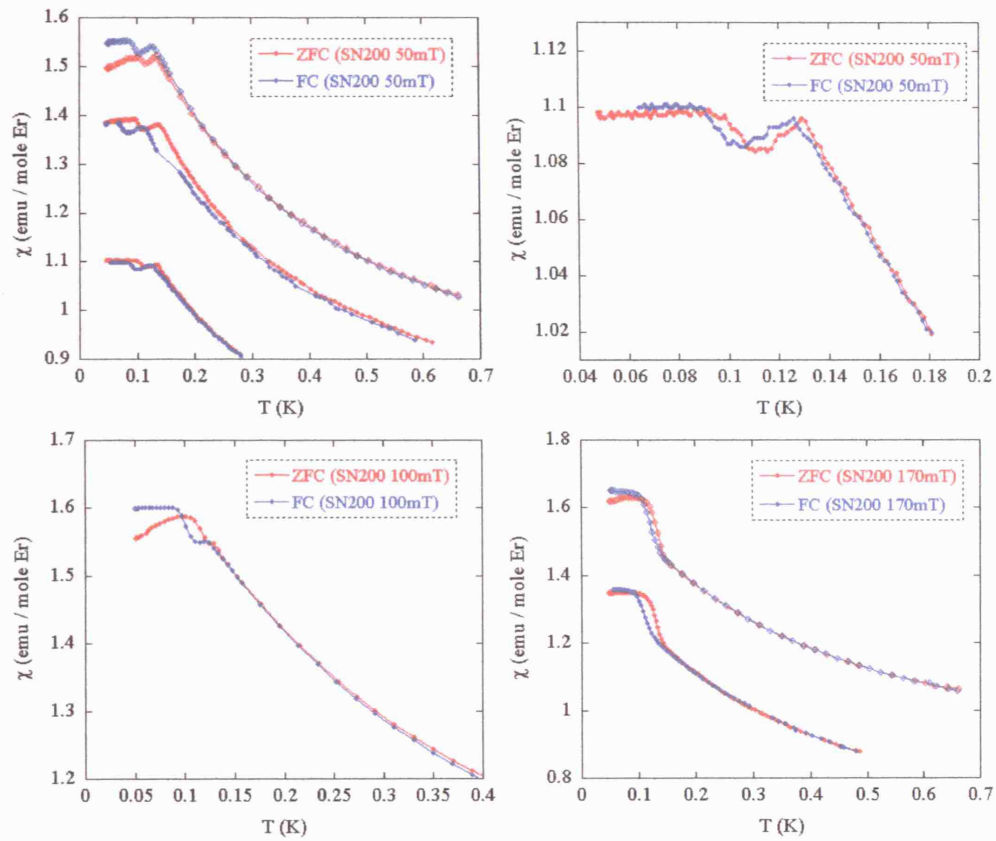 1.6
1.5
1.4
1.3
1.2
1.1
1
0.9
χ (emu / mole Er)
ZFC (SN200 50mT)
FC (SN200 50mT)
0 0.1 0.2 0.3 0.4 0.5 0.6 0.7
T (K)
1.12
1.1
1.08
1.06
1.04
1.02
χ (emu / mole Er)
ZFC (SN200 50mT)
FC (SN200 50mT)
0.04 0.06 0.08 0.1 0.12 0.14 0.16 0.18 0.2
T (K)
1.7
1.6
1.5
1.4
1.3
1.2
χ (emu / mole Er)
ZFC (SN200 100mT)
FC (SN200 100mT)
0 0.05 0.1 0.15 0.2 0.25 0.3 0.35 0.4
T (K)
1.8
1.6
1.4
1.2
1
0.8
χ (emu / mole Er)
ZFC (SN200 170mT)
FC (SN200 170mT)
0 0.1 0.2 0.3 0.4 0.5 0.6 0.7
T (K)